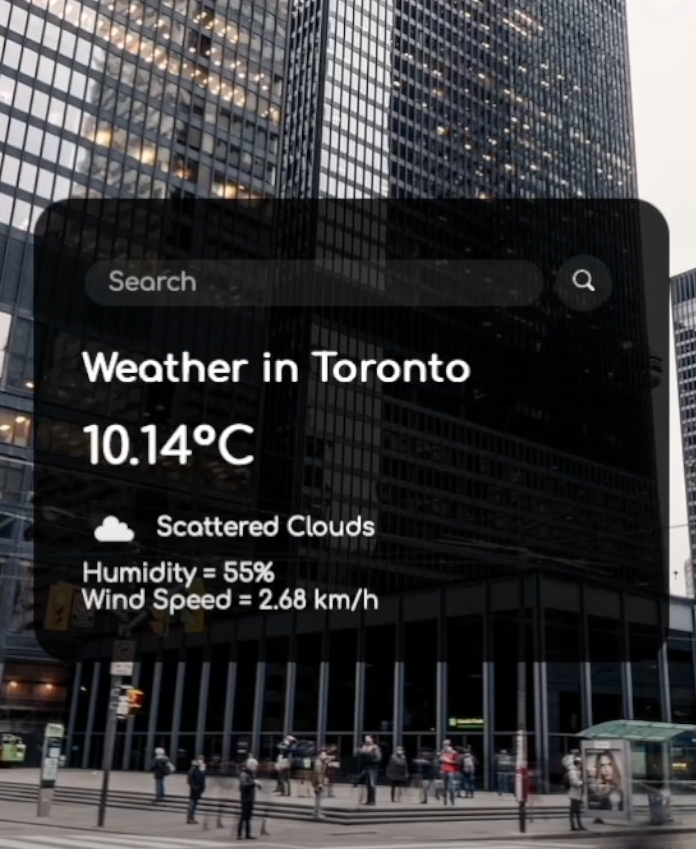 Search
Weather in Toronto
10.14°C
Scattered Clouds
Humidity = 55%
Wind Speed = 2.68 km/h